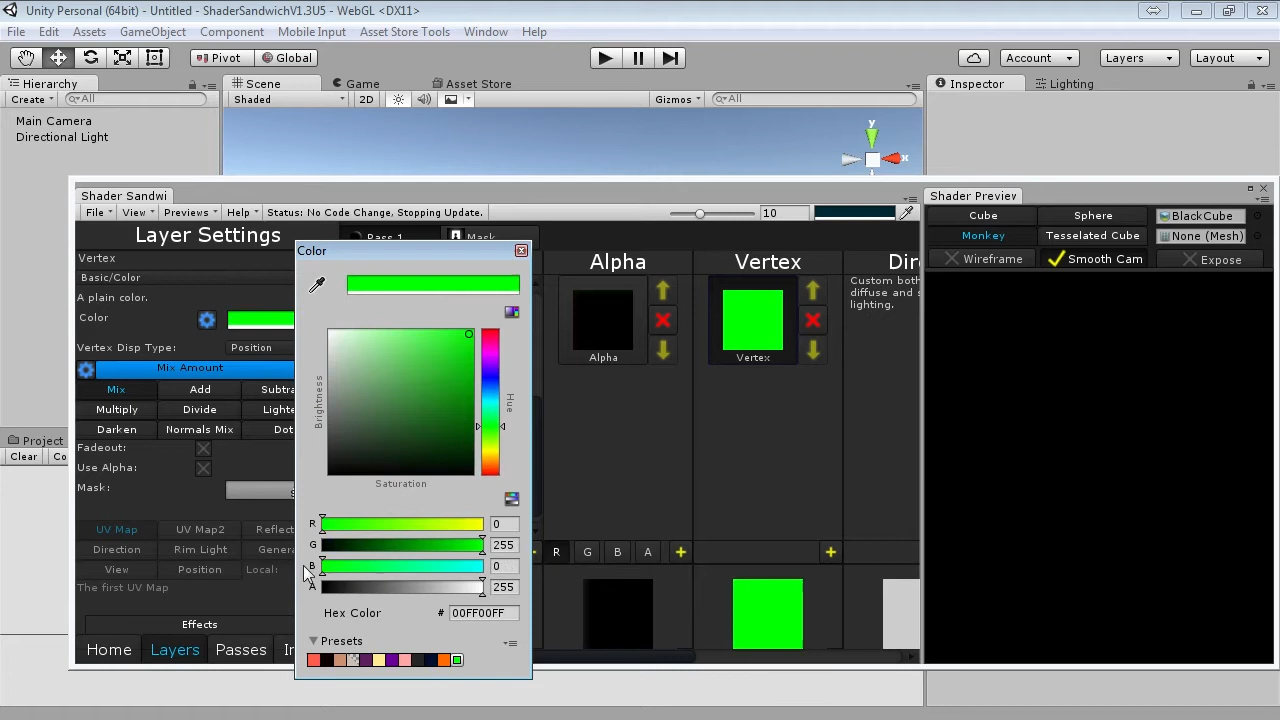 Unity Personal (64bit) - Untitled - ShaderSandwichV1.3U5 - WebGL <DX11>
File Edit Assets GameObject Component Mobile Input Asset Store Tools Window Help
Pivot Global Account Layers Layout
Hierarchy Scene Game Asset Store Inspector Lighting
Create All Shaded 2D Gizmos All
Main Camera
Directional Light
y
x
Project
Clear Co
Shader Sandwi
File View Previews Help Status: No Code Change, Stopping Update. 10
Layer Settings
Pass 1 Mask
Vertex
Basic/Color
A plain color.
Color
Vertex Disp Type: Position
Mix Amount
Mix Add Subtra
Multiply Divide Lighte
Darken Normals Mix Dot
Fadeout:
Use Alpha:
Mask:
UV Map UV Map2 Reflect
Direction Rim Light Genera
View Position Local:
The first UV Map
Effects
Home Layers Passes In
Color
Brightness
Hue
Saturation
R 0
G 255
B 0
A 255
Hex Color # 00FF00FF
Presets
Alpha Vertex Dir
Custom both
diffuse and s
lighting.
Alpha Vertex
R G B A
Shader Preview
Cube Sphere BlackCube
Monkey Tesselated Cube None (Mesh)
Wireframe Smooth Cam Expose